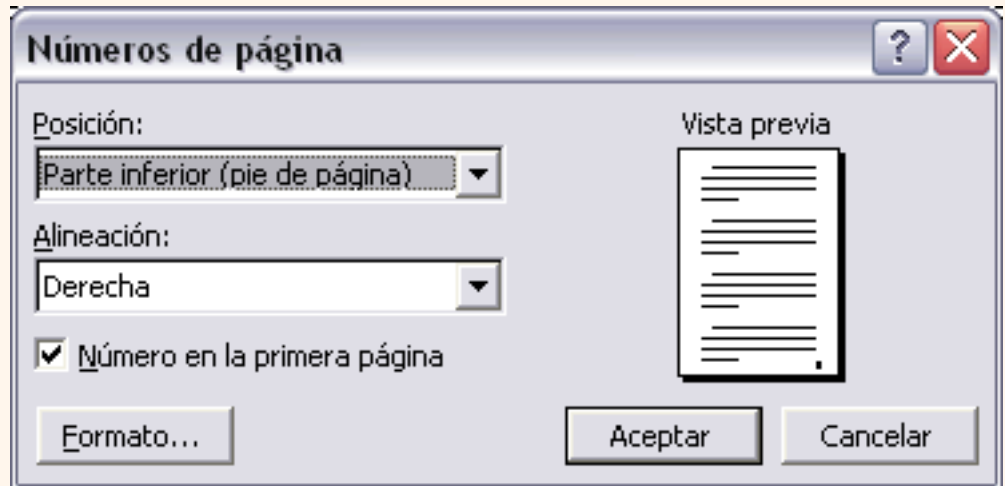 Números de página
Posición:
Parte inferior (pie de página)
Alineación:
Derecha
Número en la primera página
Vista previa
Formato...
Aceptar
Cancelar